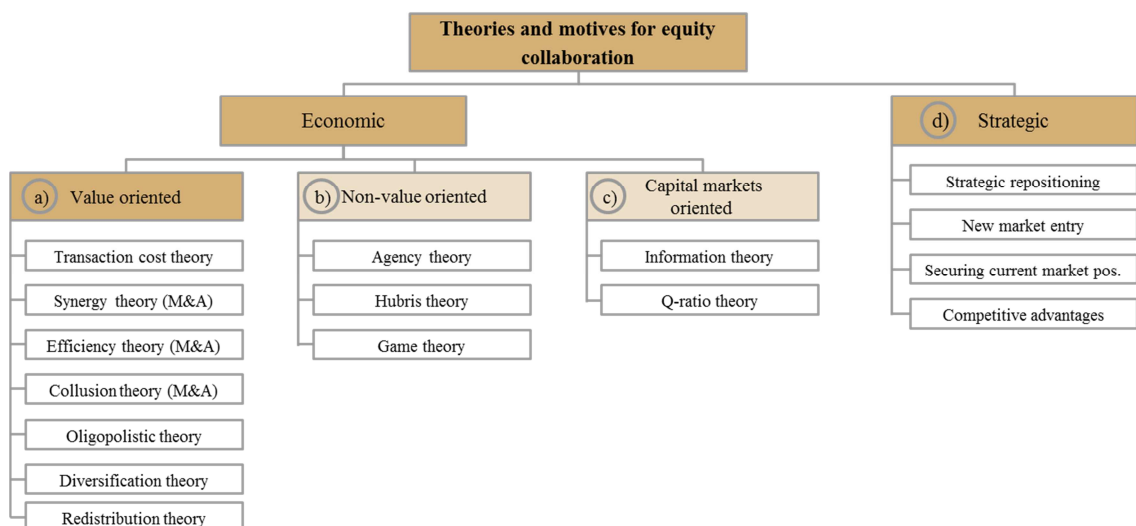 Theories and motives for equity
collaboration
Economic
d) Strategic
a) Value oriented
b) Non-value oriented
c) Capital markets
oriented
Transaction cost theory
Synergy theory (M&A)
Efficiency theory (M&A)
Collusion theory (M&A)
Oligopolistic theory
Diversification theory
Redistribution theory
Agency theory
Hubris theory
Game theory
Information theory
Q-ratio theory
Strategic repositioning
New market entry
Securing current market pos.
Competitive advantages